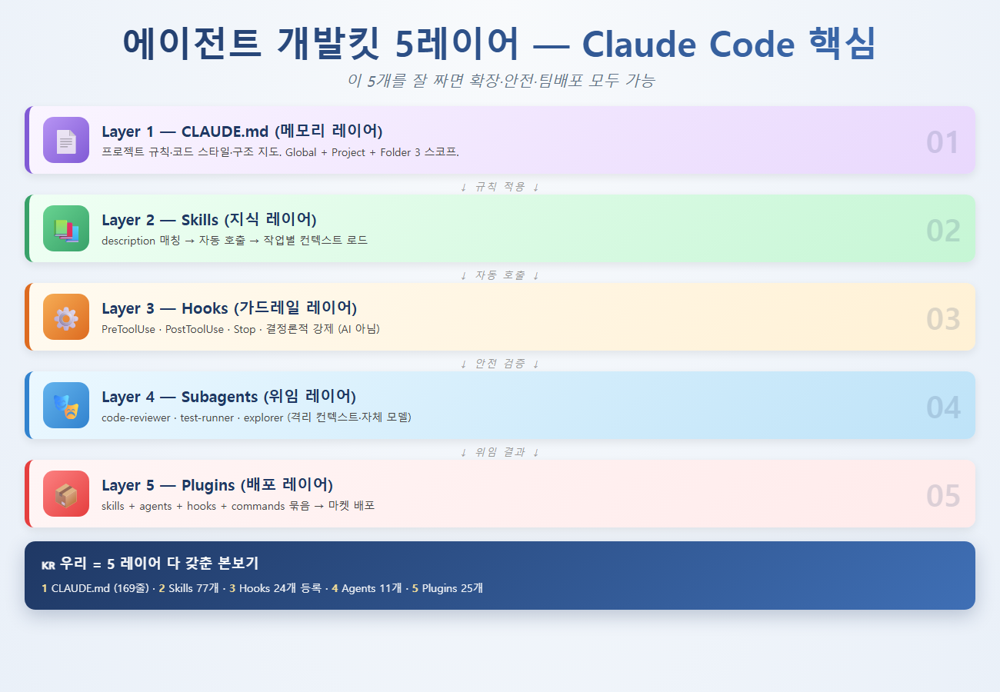 에이전트 개발킷 5레이어 — Claude Code 핵심
이 5개를 잘 짜면 확장·안전·팀배포 모두 가능
Layer 1 — CLAUDE.md (메모리 레이어)
프로젝트 규칙·코드 스타일·구조 지도. Global + Project + Folder 3 스코프.
01
↓ 규칙 적용 ↓
Layer 2 — Skills (지식 레이어)
description 매칭 → 자동 호출 → 작업별 컨텍스트 로드
02
↓ 자동 호출 ↓
Layer 3 — Hooks (가드레일 레이어)
PreToolUse · PostToolUse · Stop · 결정론적 강제 (AI 아님)
03
↓ 안전 검증 ↓
Layer 4 — Subagents (위임 레이어)
code-reviewer · test-runner · explorer (격리 컨텍스트·자체 모델)
04
↓ 위임 결과 ↓
Layer 5 — Plugins (배포 레이어)
skills + agents + hooks + commands 묶음 → 마켓 배포
05
KR 우리 = 5 레이어 다 갖춘 본보기
1 CLAUDE.md (169줄) · 2 Skills 77개 · 3 Hooks 24개 등록 · 4 Agents 11개 · 5 Plugins 25개